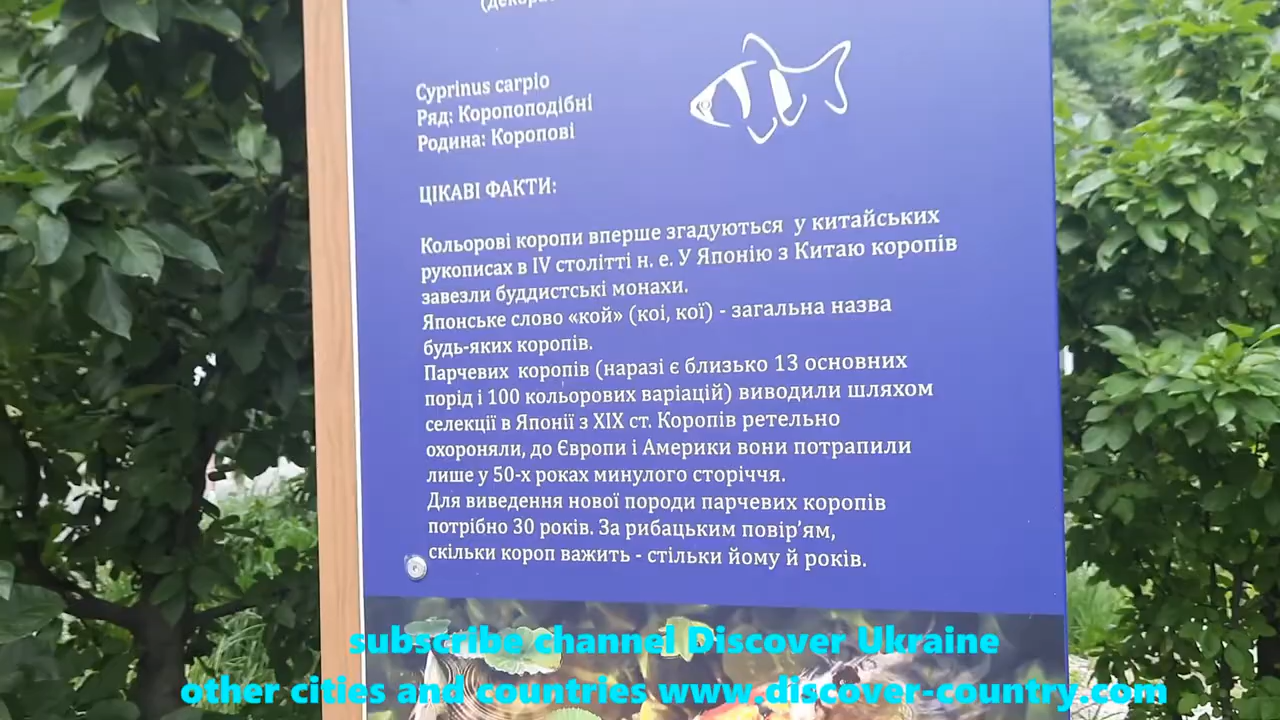 Cyprinus carpio
Ряд: Коропоподібні
Родина: Коропові
ЦІКАВІ ФАКТИ:
Кольорові коропи вперше згадуються у китайських
рукописах в IV столітті н. е. У Японію з Китаю коропів
завезли буддистські монахи.
Японське слово «кой» (коі, кої) - загальна назва
будь-яких коропів.
Парчевих коропів (наразі є близько 13 основних
порід і 100 кольорових варіацій) виводили шляхом
селекції в Японії з XIX ст. Коропів ретельно
охороняли, до Європи і Америки вони потрапили
лише у 50-х роках минулого сторіччя.
Для виведення нової породи парчевих коропів
потрібно 30 років. За рибацьким повір'ям,
скільки короп важить - стільки йому й років.
subscribe channel Discover Ukraine
other cities and countries www.discover-country.com